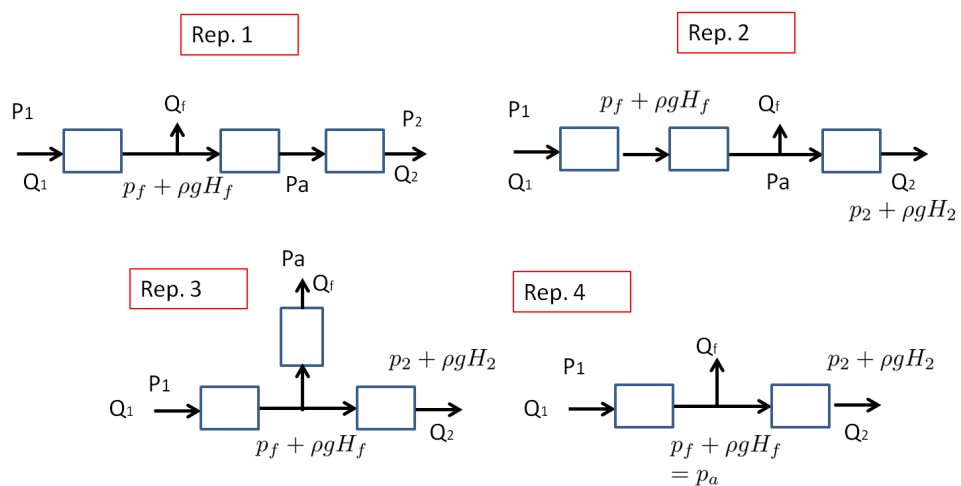 Rep. 1
Rep. 2
P1
Qf
P2
Q1
p_f + ρgH_f
Pa
Q2
p_f + ρgH_f
P1
Qf
Q1
Pa
Q2
p_2 + ρgH_2
Rep. 3
Pa
Qf
P1
Q1
p_2 + ρgH_2
p_f + ρgH_f
Q2
Rep. 4
Qf
P1
p_2 + ρgH_2
Q1
Q2
p_f + ρgH_f
= p_a